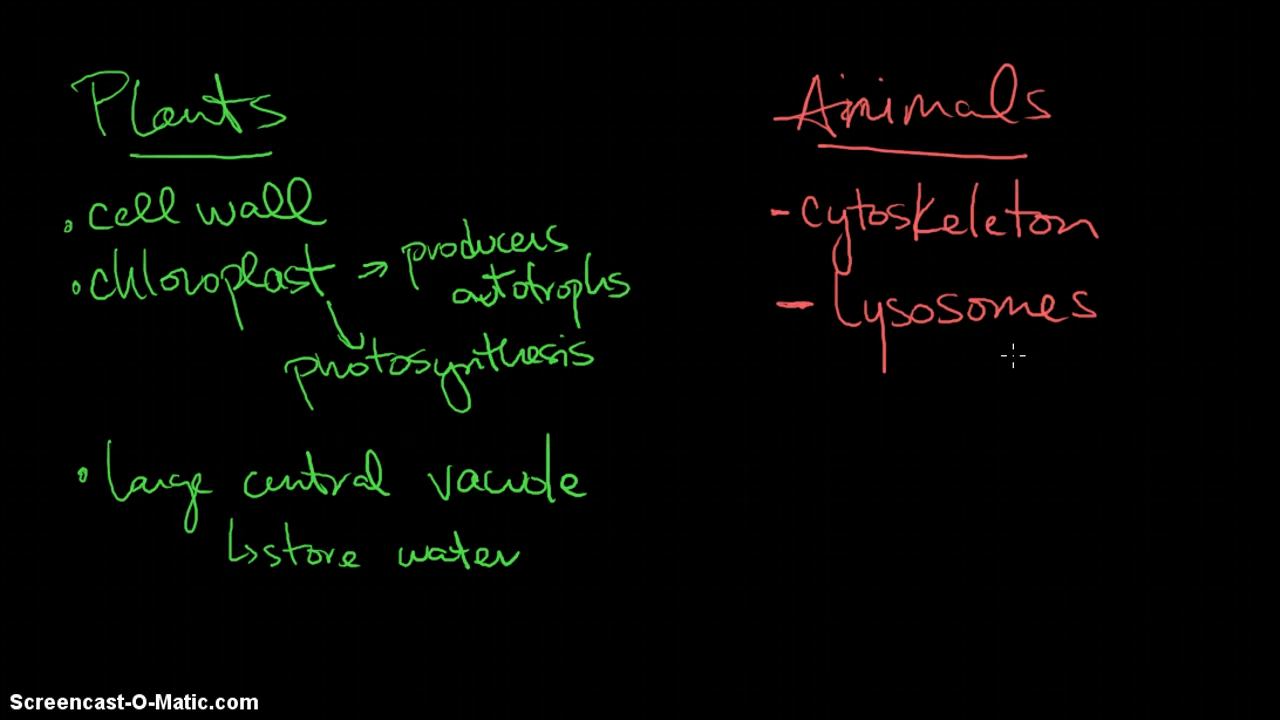 Plants
• cell wall
• chloroplast → producers
autotrophs
photosynthesis
• Large central vacuole
↳ store water
Animals
- Cytoskeleton
- Lysosomes
Screencast-O-Matic.com